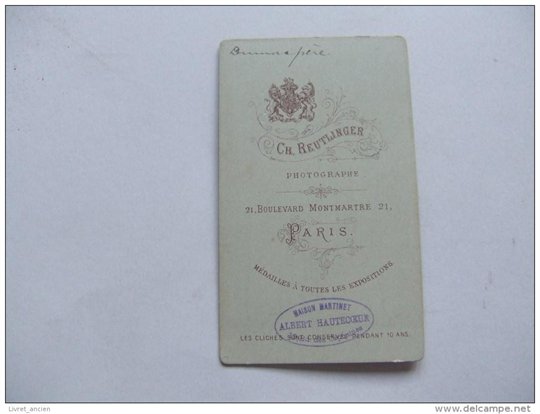 Dumas père.
CH. REUTLINGER
PHOTOGRAPHE
21, BOULEVARD MONTMARTRE 21,
PARIS.
MÉDAILLES À TOUTES LES EXPOSITIONS
MAISON MARTINET
ALBERT HAUTECŒUR
LES CLICHÉS SONT CONSERVÉS PENDANT 10 ANS.
Livret_ancien
delcampe.net